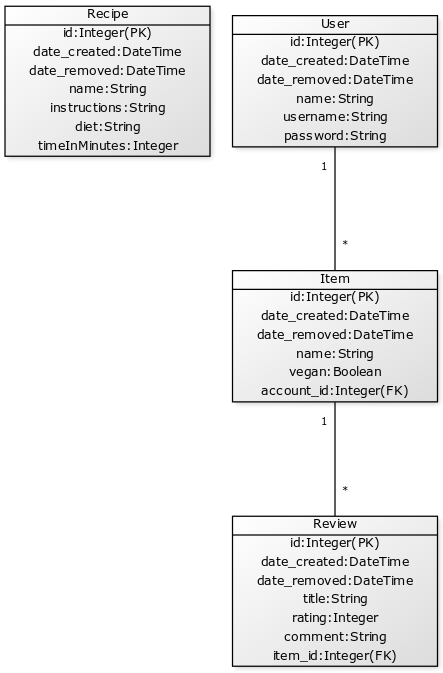 Recipe
id:Integer(PK)
date_created:DateTime
date_removed:DateTime
name:String
instructions:String
diet:String
timeInMinutes:Integer
User
id:Integer(PK)
date_created:DateTime
date_removed:DateTime
name:String
username:String
password:String
1
*
Item
id:Integer(PK)
date_created:DateTime
date_removed:DateTime
name:String
vegan:Boolean
account_id:Integer(FK)
1
*
Review
id:Integer(PK)
date_created:DateTime
date_removed:DateTime
title:String
rating:Integer
comment:String
item_id:Integer(FK)